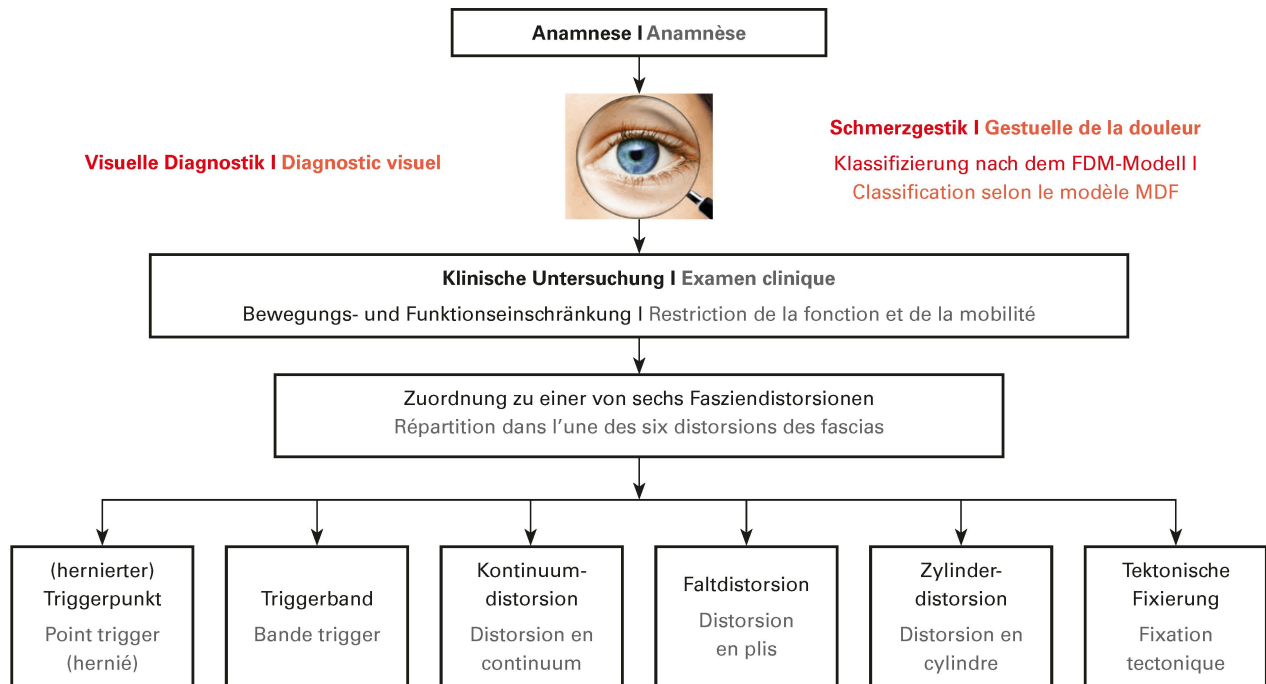 Anamnese I Anamnèse
Visuelle Diagnostik I Diagnostic visuel
Schmerzgestik I Gestuelle de la douleur
Klassifizierung nach dem FDM-Modell I
Classification selon le modèle MDF
Klinische Untersuchung I Examen clinique
Bewegungs- und Funktionseinschränkung I Restriction de la fonction et de la mobilité
Zuordnung zu einer von sechs Fasziendistorsionen
Répartition dans l’une des six distorsions des fascias
(hernierter)
Triggerpunkt
Point trigger
(hernié)
Triggerband
Bande trigger
Kontinuum-
distorsion
Distorsion en
continuum
Faltdistorsion
Distorsion
en plis
Zylinder-
distorsion
Distorsion en
cylindre
Tektonische
Fixierung
Fixation
tectonique